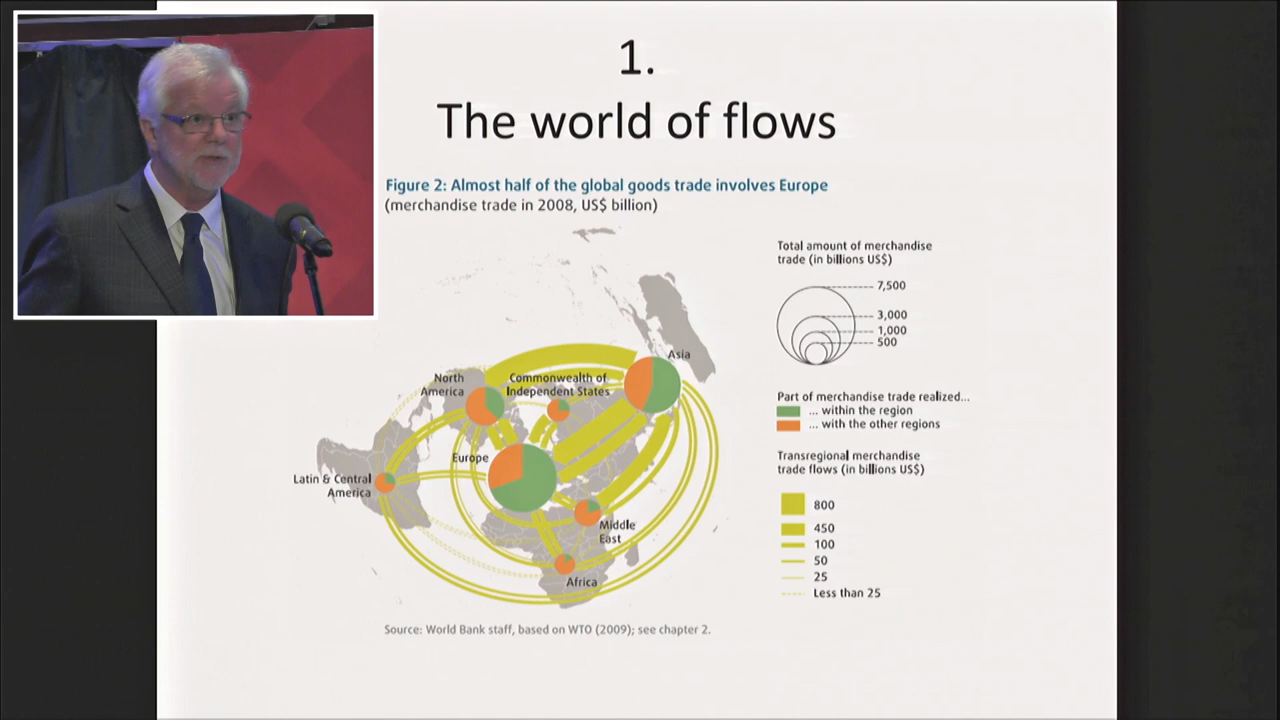 1.
The world of flows
Figure 2: Almost half of the global goods trade involves Europe
(merchandise trade in 2008, US$ billion)
Total amount of merchandise
trade (in billions US$)
7,500
3,000
1,000
500
Asia
North
America
Commonwealth of
Independent States
Part of merchandise trade realized...
... within the region
... with the other regions
Europe
Transregional merchandise
trade flows (in billions US$)
Latin & Central
America
800
450
100
50
25
Less than 25
Middle
East
Africa
Source: World Bank staff, based on WTO (2009); see chapter 2.